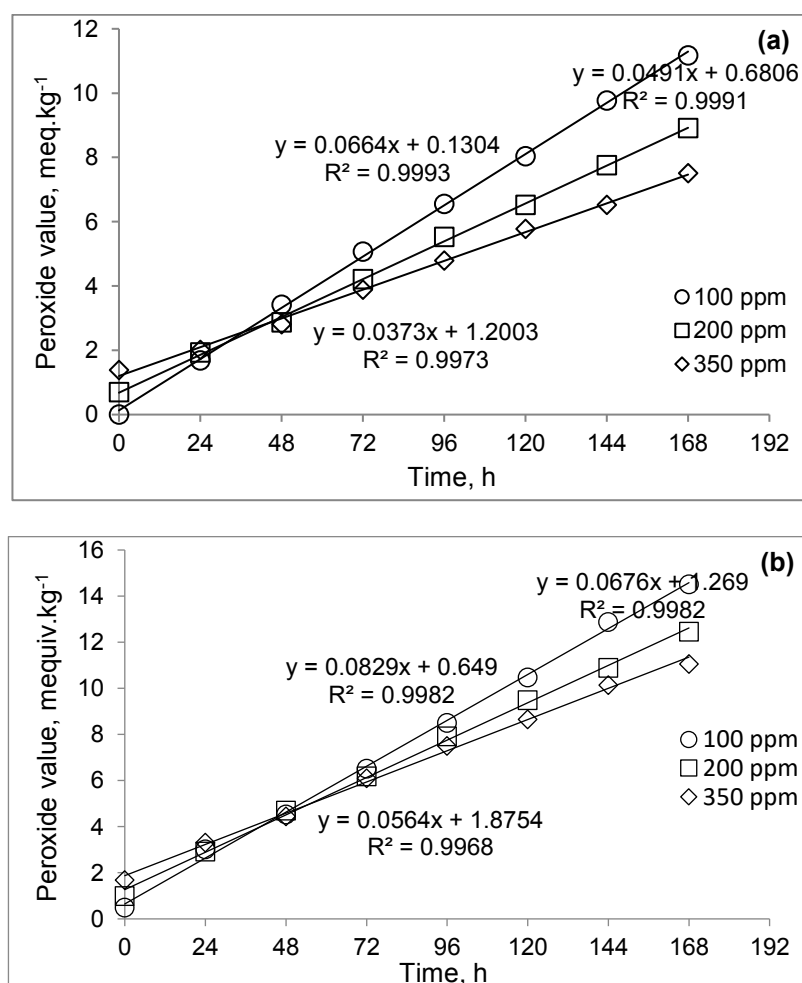 (a)
12
10
8
6
4
2
0
Peroxide value, meq.kg⁻¹
y = 0.0491x + 0.6806
R² = 0.9991
y = 0.0664x + 0.1304
R² = 0.9993
y = 0.0373x + 1.2003
R² = 0.9973
100 ppm
200 ppm
350 ppm
0 24 48 72 96 120 144 168 192
Time, h
(b)
16
14
12
10
8
6
4
2
0
Peroxide value, mequiv.kg⁻¹
y = 0.0676x + 1.269
R² = 0.9982
y = 0.0829x + 0.649
R² = 0.9982
y = 0.0564x + 1.8754
R² = 0.9968
100 ppm
200 ppm
350 ppm
0 24 48 72 96 120 144 168 192
Time, h